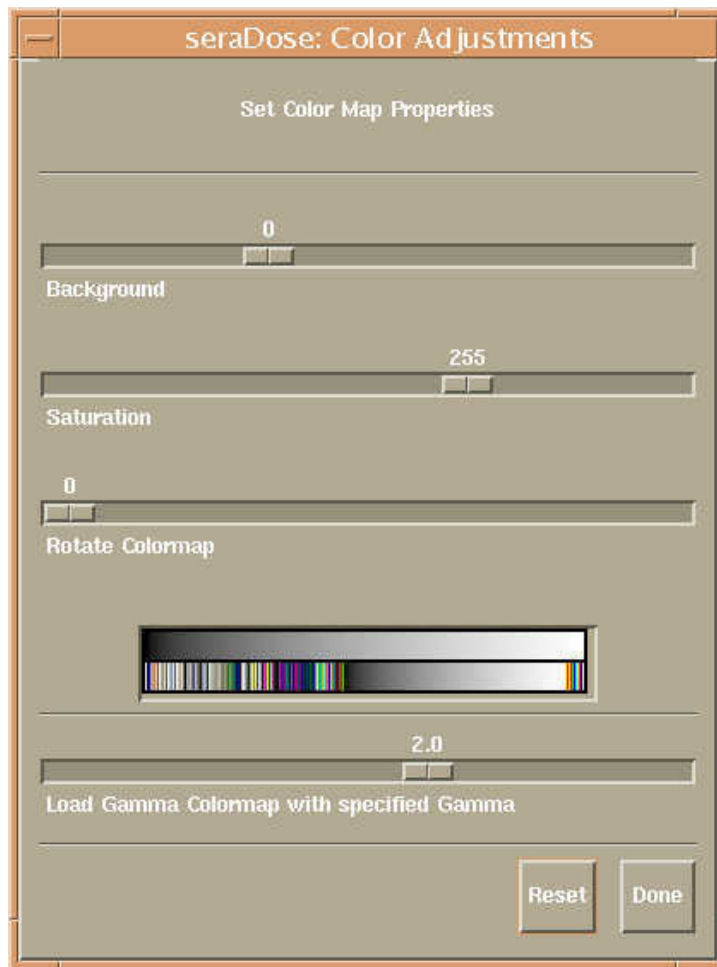 seraDose: Color Adjustments
Set Color Map Properties
0
Background
255
Saturation
0
Rotate Colormap
2.0
Load Gamma Colormap with specified Gamma
Reset Done